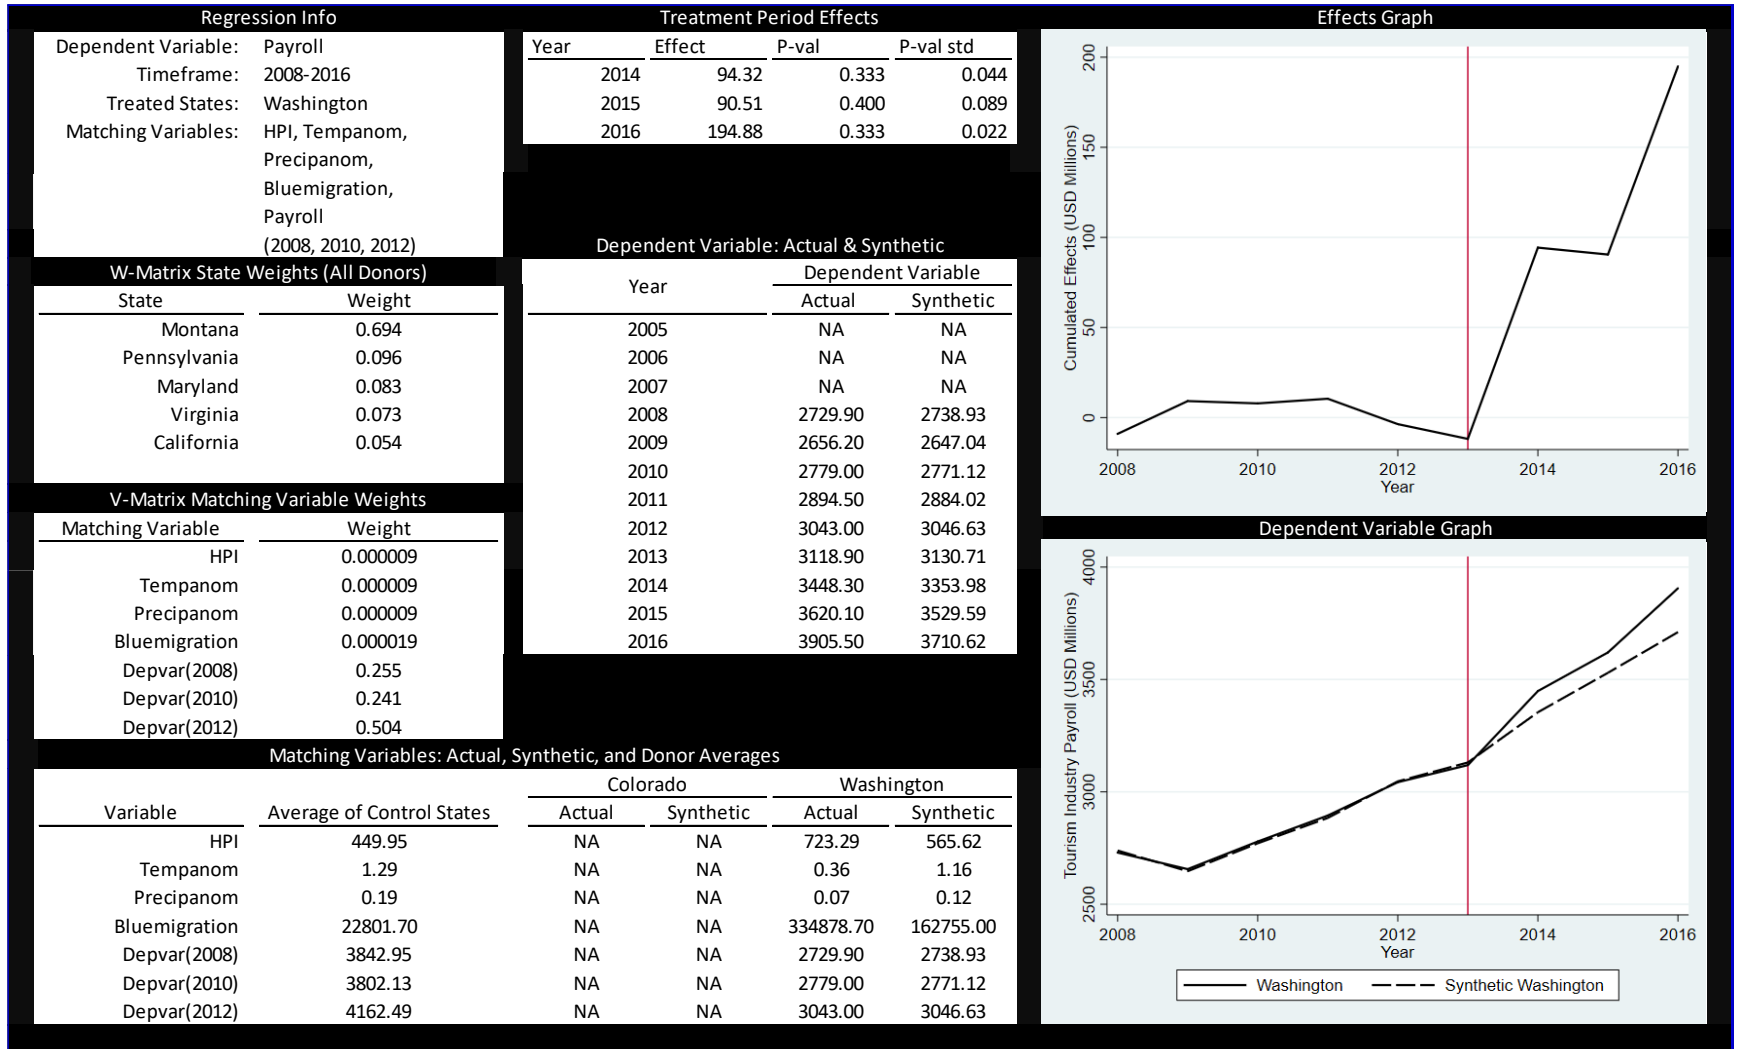 Regression Info
Dependent Variable: Payroll
Timeframe: 2008-2016
Treated States: Washington
Matching Variables: HPI, Tempanom,
Precipanom,
Bluemigration,
Payroll
(2008, 2010, 2012)
W-Matrix State Weights (All Donors)
State Weight
Montana 0.694
Pennsylvania 0.096
Maryland 0.083
Virginia 0.073
California 0.054
V-Matrix Matching Variable Weights
Matching Variable Weight
HPI 0.000009
Tempanom 0.000009
Precipanom 0.000009
Bluemigration 0.000019
Depvar(2008) 0.255
Depvar(2010) 0.241
Depvar(2012) 0.504
Treatment Period Effects
Year Effect P-val P-val std
2014 94.32 0.333 0.044
2015 90.51 0.400 0.089
2016 194.88 0.333 0.022
Dependent Variable: Actual & Synthetic
Year Dependent Variable
Actual Synthetic
2005 NA NA
2006 NA NA
2007 NA NA
2008 2729.90 2738.93
2009 2656.20 2647.04
2010 2779.00 2771.12
2011 2894.50 2884.02
2012 3043.00 3046.63
2013 3118.90 3130.71
2014 3448.30 3353.98
2015 3620.10 3529.59
2016 3905.50 3710.62
Matching Variables: Actual, Synthetic, and Donor Averages
Colorado Washington
Variable Average of Control States Actual Synthetic Actual Synthetic
HPI 449.95 NA NA 723.29 565.62
Tempanom 1.29 NA NA 0.36 1.16
Precipanom 0.19 NA NA 0.07 0.12
Bluemigration 22801.70 NA NA 334878.70 162755.00
Depvar(2008) 3842.95 NA NA 2729.90 2738.93
Depvar(2010) 3802.13 NA NA 2779.00 2771.12
Depvar(2012) 4162.49 NA NA 3043.00 3046.63
Effects Graph
Cumulated Effects (USD Millions)
200
150
100
50
0
2008 2010 2012 2014 2016
Year
Dependent Variable Graph
Tourism Industry Payroll (USD Millions)
4000
3500
3000
2500
2008 2010 2012 2014 2016
Year
Washington Synthetic Washington